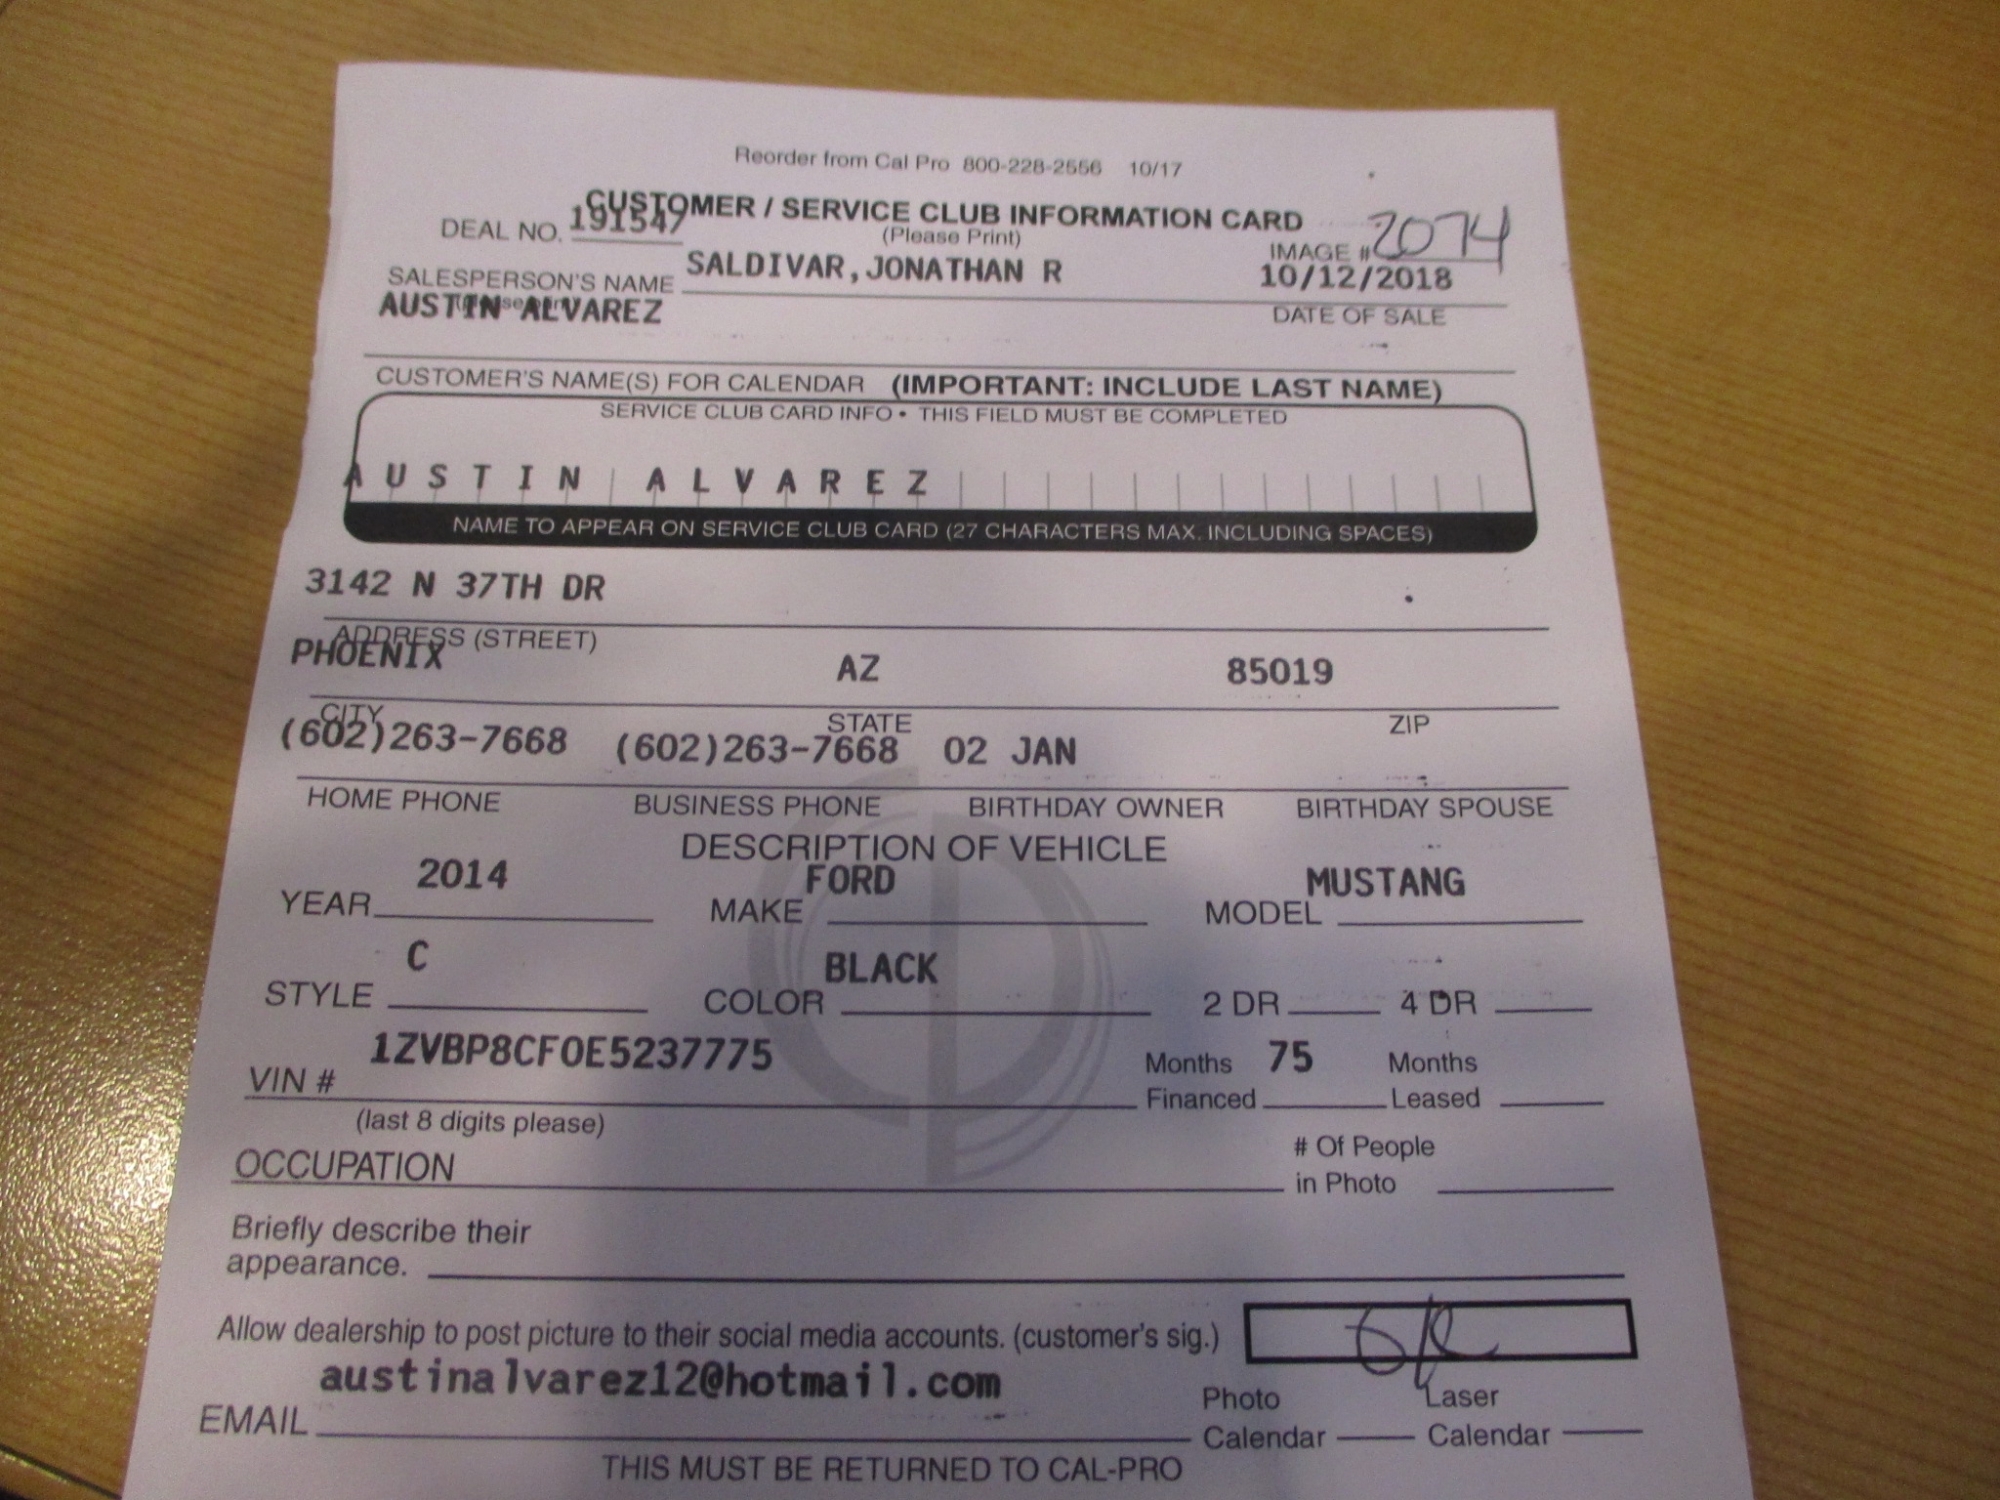 Reorder from Cal Pro 800-228-2556 10/17
CUSTOMER / SERVICE CLUB INFORMATION CARD
DEAL NO. 191547 (Please Print) IMAGE # 2074
SALESPERSON'S NAME SALDIVAR,JONATHAN R 10/12/2018
AUSTIN ALVAREZ DATE OF SALE
CUSTOMER'S NAME(S) FOR CALENDAR (IMPORTANT: INCLUDE LAST NAME)
SERVICE CLUB CARD INFO • THIS FIELD MUST BE COMPLETED
AUSTIN ALVAREZ
NAME TO APPEAR ON SERVICE CLUB CARD (27 CHARACTERS MAX. INCLUDING SPACES)
3142 N 37TH DR
ADDRESS (STREET)
PHOENIX AZ 85019
CITY STATE ZIP
(602)263-7668 (602)263-7668 02 JAN
HOME PHONE BUSINESS PHONE BIRTHDAY OWNER BIRTHDAY SPOUSE
DESCRIPTION OF VEHICLE
YEAR 2014 MAKE FORD MODEL MUSTANG
STYLE C COLOR BLACK 2 DR 4 DR
VIN # 1ZVBP8CF0E5237775 Months Financed 75 Months Leased
(last 8 digits please)
OCCUPATION # Of People in Photo
Briefly describe their
appearance.
Allow dealership to post picture to their social media accounts. (customer's sig.)
austinalvarez12@hotmail.com
EMAIL Photo Calendar Laser Calendar
THIS MUST BE RETURNED TO CAL-PRO